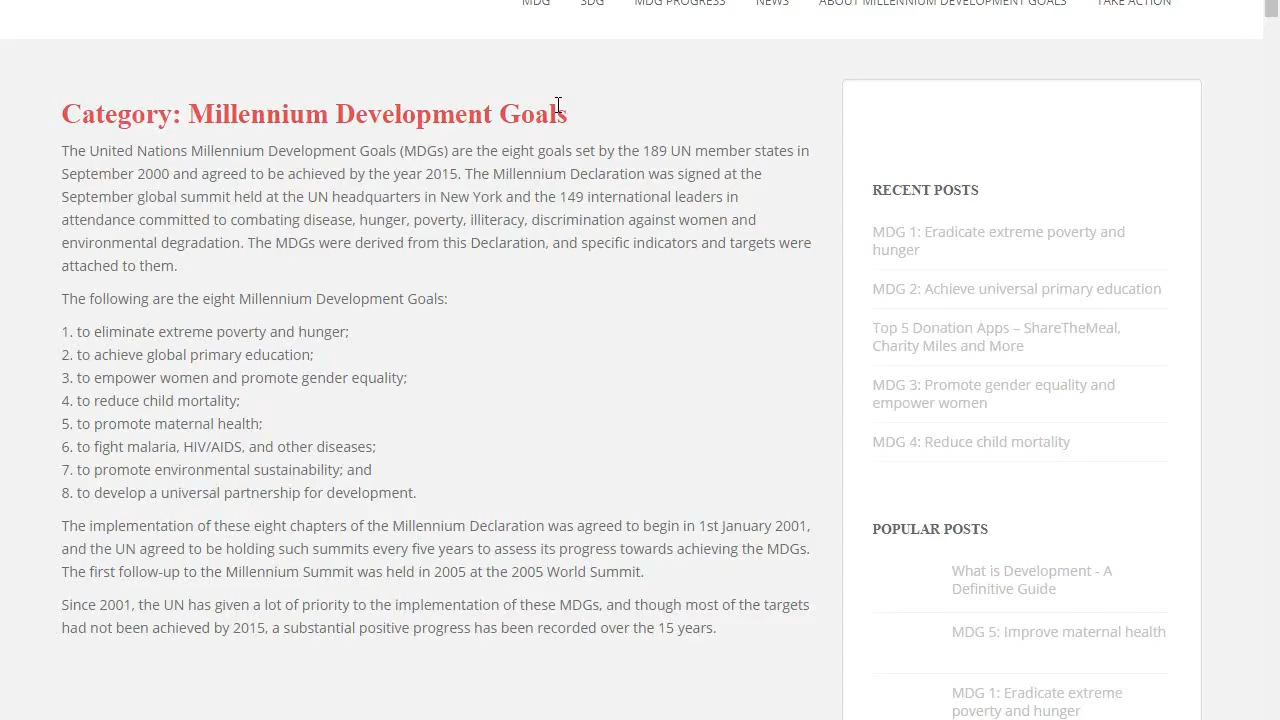 MDG SDG MDG PROGRESS NEWS ABOUT MILLENNIUM DEVELOPMENT GOALS TAKE ACTION
Category: Millennium Development Goals
The United Nations Millennium Development Goals (MDGs) are the eight goals set by the 189 UN member states in
September 2000 and agreed to be achieved by the year 2015. The Millennium Declaration was signed at the
September global summit held at the UN headquarters in New York and the 149 international leaders in
attendance committed to combating disease, hunger, poverty, illiteracy, discrimination against women and
environmental degradation. The MDGs were derived from this Declaration, and specific indicators and targets were
attached to them.
The following are the eight Millennium Development Goals:
1. to eliminate extreme poverty and hunger;
2. to achieve global primary education;
3. to empower women and promote gender equality;
4. to reduce child mortality;
5. to promote maternal health;
6. to fight malaria, HIV/AIDS, and other diseases;
7. to promote environmental sustainability; and
8. to develop a universal partnership for development.
The implementation of these eight chapters of the Millennium Declaration was agreed to begin in 1st January 2001,
and the UN agreed to be holding such summits every five years to assess its progress towards achieving the MDGs.
The first follow-up to the Millennium Summit was held in 2005 at the 2005 World Summit.
Since 2001, the UN has given a lot of priority to the implementation of these MDGs, and though most of the targets
had not been achieved by 2015, a substantial positive progress has been recorded over the 15 years.
RECENT POSTS
MDG 1: Eradicate extreme poverty and
hunger
MDG 2: Achieve universal primary education
Top 5 Donation Apps – ShareTheMeal,
Charity Miles and More
MDG 3: Promote gender equality and
empower women
MDG 4: Reduce child mortality
POPULAR POSTS
What is Development - A
Definitive Guide
MDG 5: Improve maternal health
MDG 1: Eradicate extreme
poverty and hunger